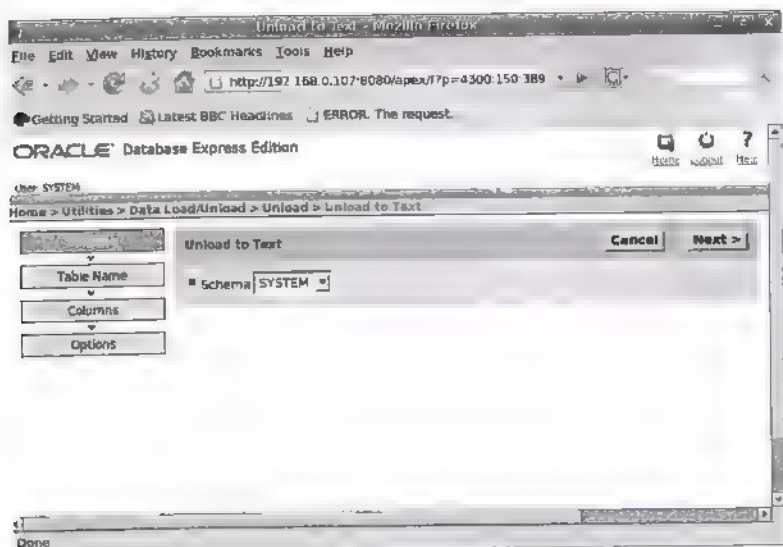 Unload to Text - Mozilla Firefox
File Edit View History Bookmarks Tools Help
http://192.168.0.107:8080/apex/f?p=4300:150:389
Getting Started Latest BBC Headlines ERROR. The request.
ORACLE Database Express Edition
Home Logout Help
User SYSTEM
Home > Utilities > Data Load/Unload > Unload > Unload to Text
Unload to Text Cancel Next >
Schema SYSTEM
Table Name
Columns
Options
Done